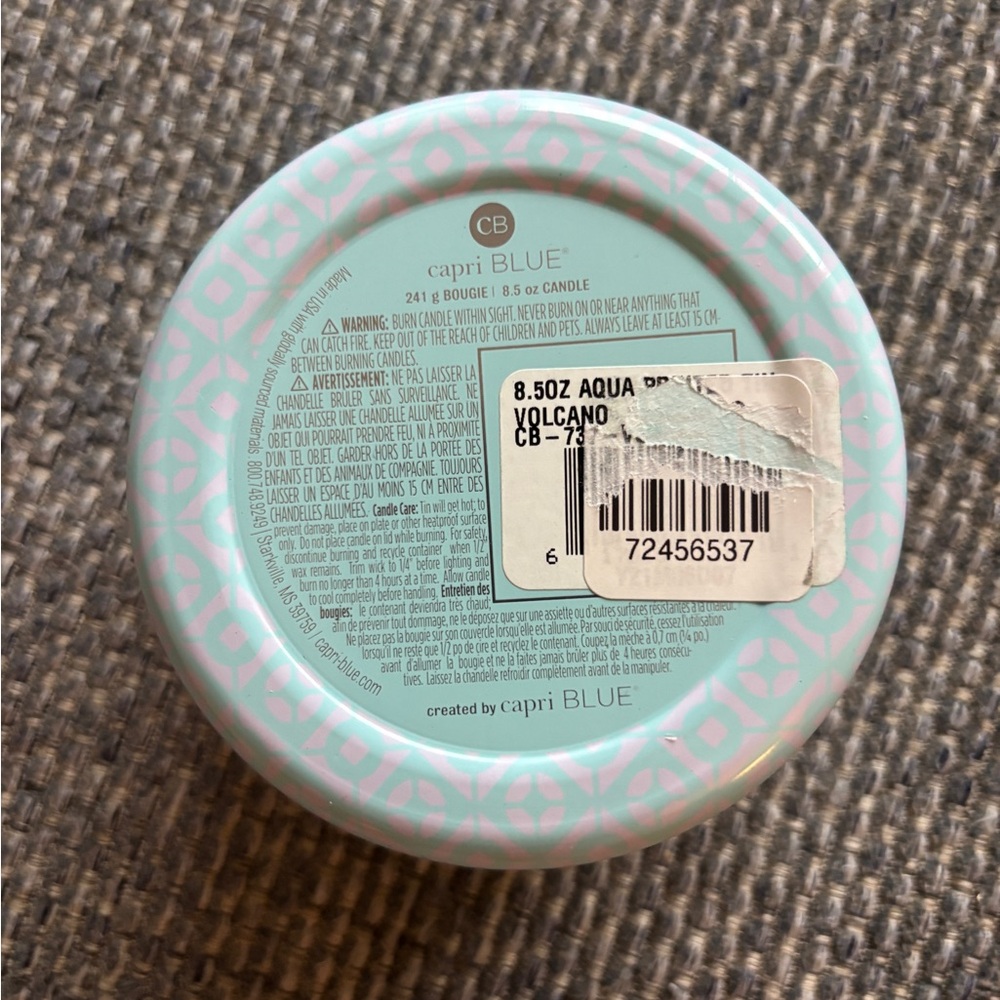 CB
capri BLUE®
241 g BOUGIE | 8.5 oz CANDLE
⚠ WARNING: BURN CANDLE WITHIN SIGHT. NEVER BURN ON OR NEAR ANYTHING THAT
CAN CATCH FIRE. KEEP OUT OF THE REACH OF CHILDREN AND PETS. ALWAYS LEAVE AT LEAST 15 CM-
BETWEEN BURNING CANDLES.
⚠ AVERTISSEMENT: NE PAS LAISSER LA
CHANDELLE BRÛLER SANS SURVEILLANCE. NE
JAMAIS LAISSER UNE CHANDELLE ALLUMÉE SUR UN
OBJET QUI POURRAIT PRENDRE FEU, NI À PROXIMITÉ
D'UN TEL OBJET. GARDER-HORS DE LA PORTÉE DES
ENFANTS ET DES ANIMAUX DE COMPAGNIE. TOUJOURS
LAISSER UN ESPACE D'AU MOINS 15 CM ENTRE DES
CHANDELLES ALLUMÉES. Candle Care: Tin will get hot; to
prevent damage, place on plate or other heatproof surface
only. Do not place candle on lid while burning. For safety,
discontinue burning and recycle container when 1/2"
wax remains. Trim wick to 1/4" before lighting and
burn no longer than 4 hours at a time. Allow candle
to cool completely before handling. Entretien des
bougies: le contenant deviendra très chaud;
afin de prévenir tout dommage, ne le déposez que sur une assiette ou d'autres surfaces résistantes à la chaleur.
Ne placez pas la bougie sur son couvercle lorsqu'elle est allumée. Par souci de sécurité, cessez l'utilisation
lorsqu'il ne reste que 1/2 po de cire et recyclez le contenant. Coupez la mèche à 0,7 cm (1/4 po.)
avant d'allumer la bougie et ne la faites jamais brûler plus de 4 heures consécu-
tives. Laissez la chandelle refroidir complètement avant de la manipuler.
created by capri BLUE®
Made in USA with globally sourced materials 800.748.9249 | Starkville, MS 39759 | capri-blue.com
8.5OZ AQUA
VOLCANO
CB-73
6
72456537